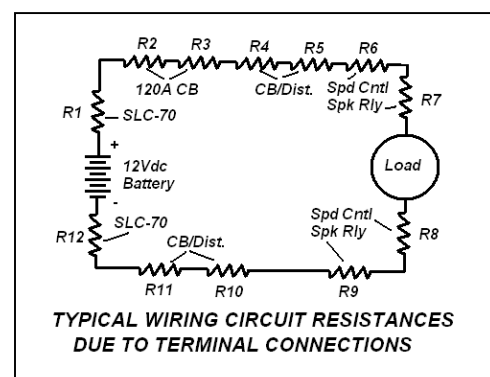 R2 R3 R4 R5 R6
120A CB
CB/Dist.
Spd Cntl
Spk Rly
R7
R1
SLC-70
+
12Vdc
Battery
-
Load
SLC-70
R12
CB/Dist.
Spd Cntl
Spk Rly
R8
R11 R10 R9
TYPICAL WIRING CIRCUIT RESISTANCES
DUE TO TERMINAL CONNECTIONS